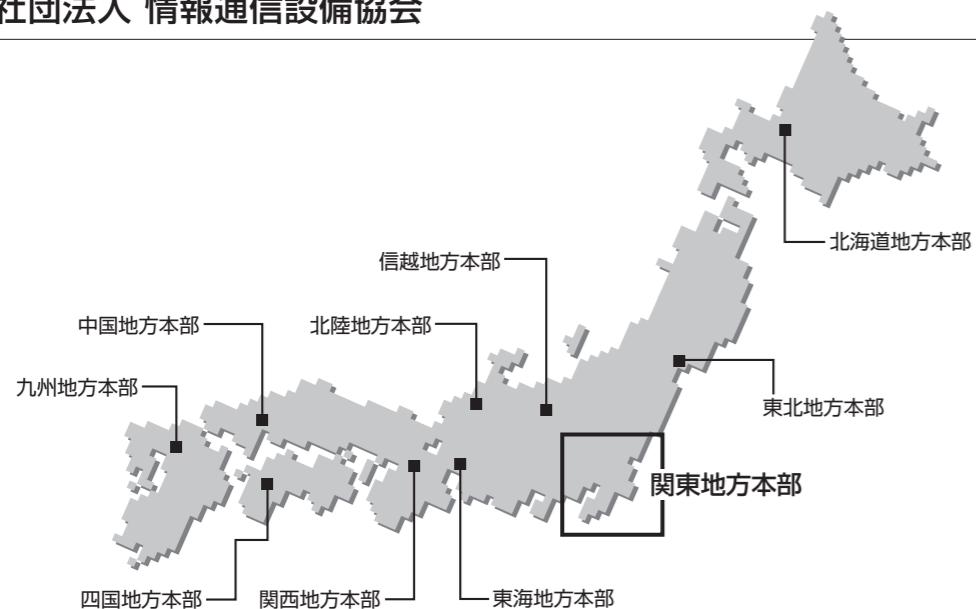 社団法人 情報通信設備協会
北海道地方本部
信越地方本部
中国地方本部
北陸地方本部
九州地方本部
東北地方本部
関東地方本部
四国地方本部
関西地方本部
東海地方本部